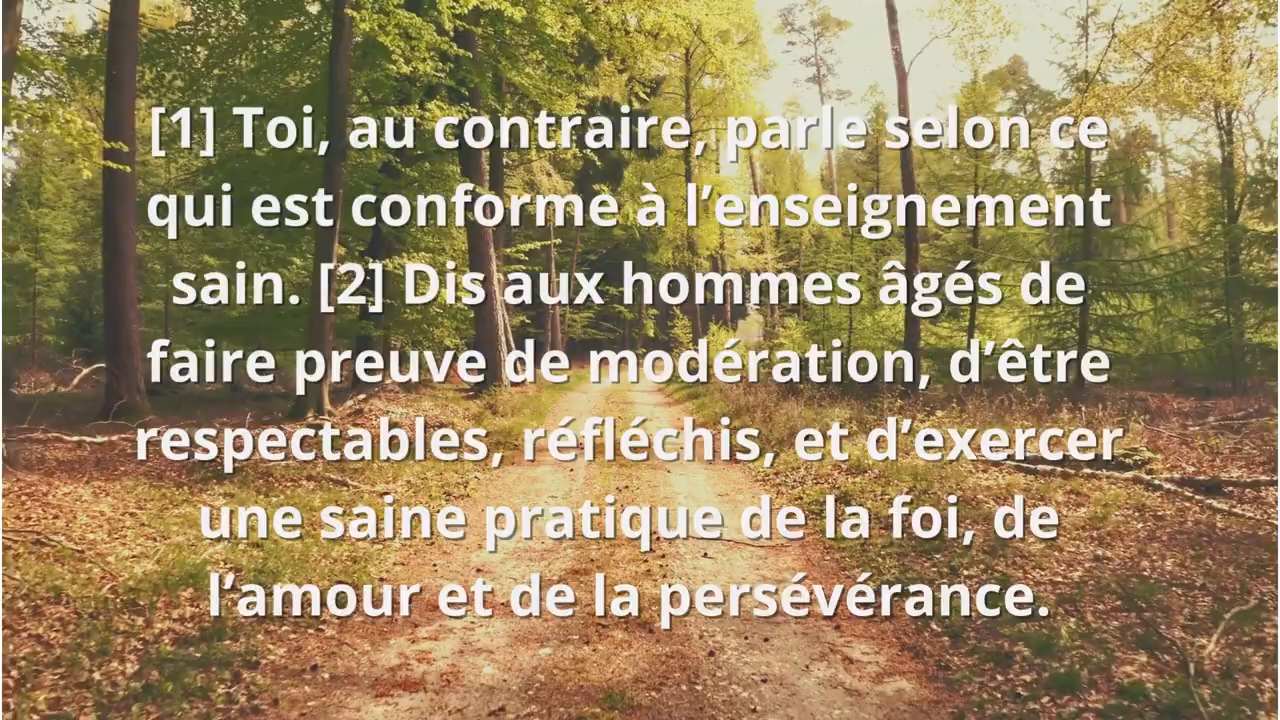 [1] Toi, au contraire, parle selon ce
qui est conforme à l’enseignement
sain. [2] Dis aux hommes âgés de
faire preuve de modération, d’être
respectables, réfléchis, et d’exercer
une saine pratique de la foi, de
l’amour et de la persévérance.